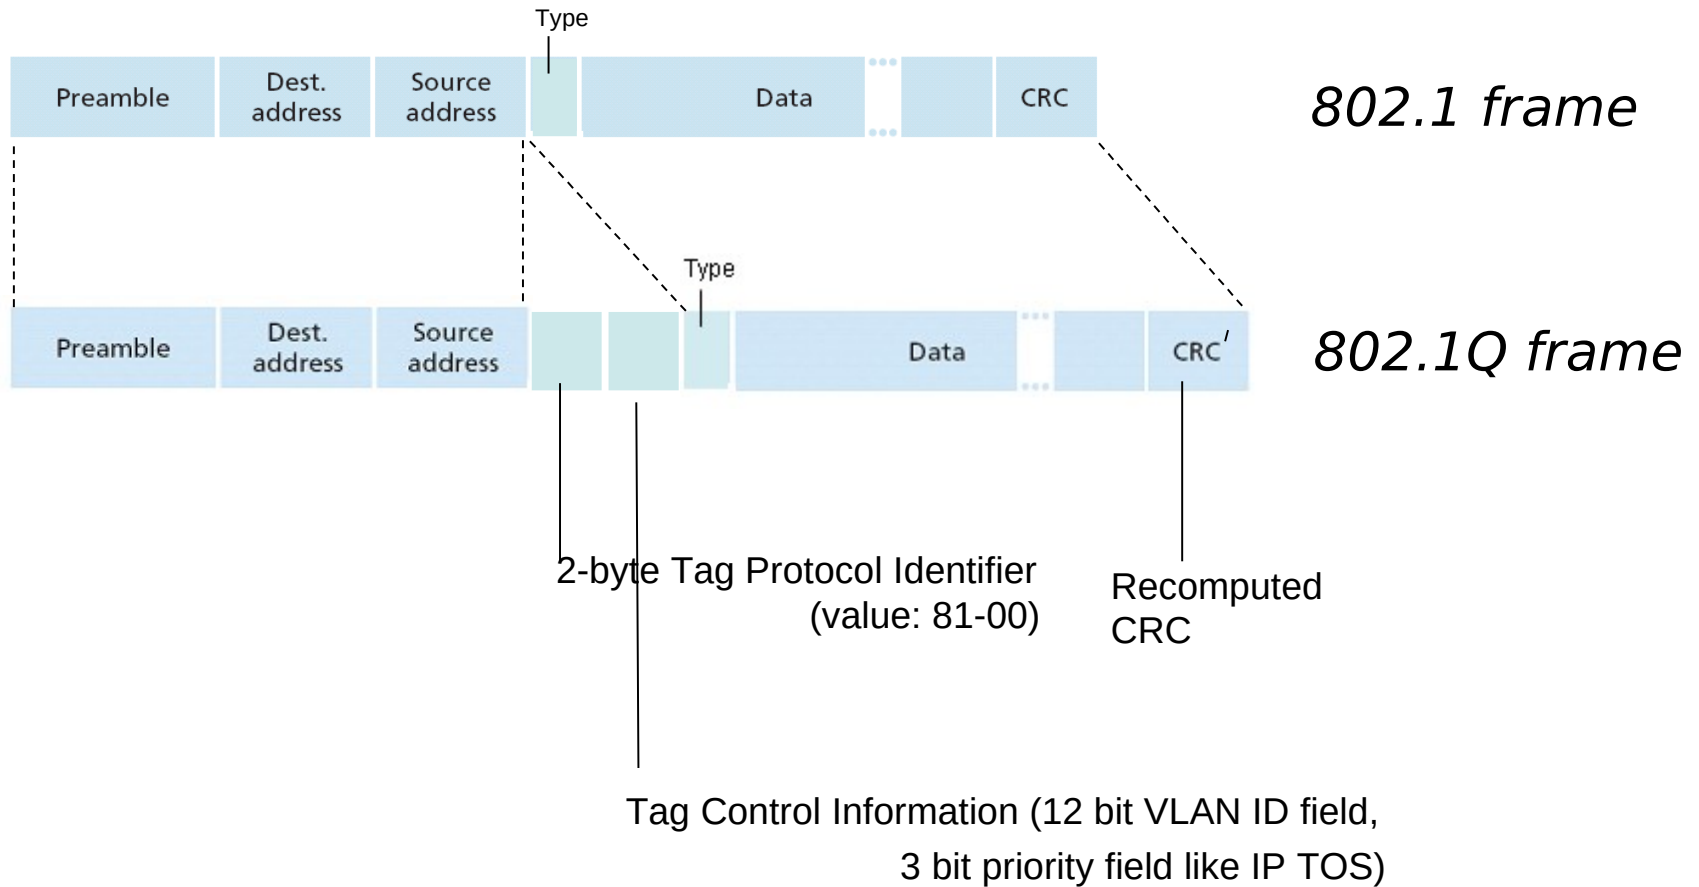 Type
Preamble
Dest.
address
Source
address
Data
CRC
802.1 frame
Type
Preamble
Dest.
address
Source
address
Data
CRC′
802.1Q frame
2-byte Tag Protocol Identifier
(value: 81-00)
Recomputed
CRC
Tag Control Information (12 bit VLAN ID field,
3 bit priority field like IP TOS)